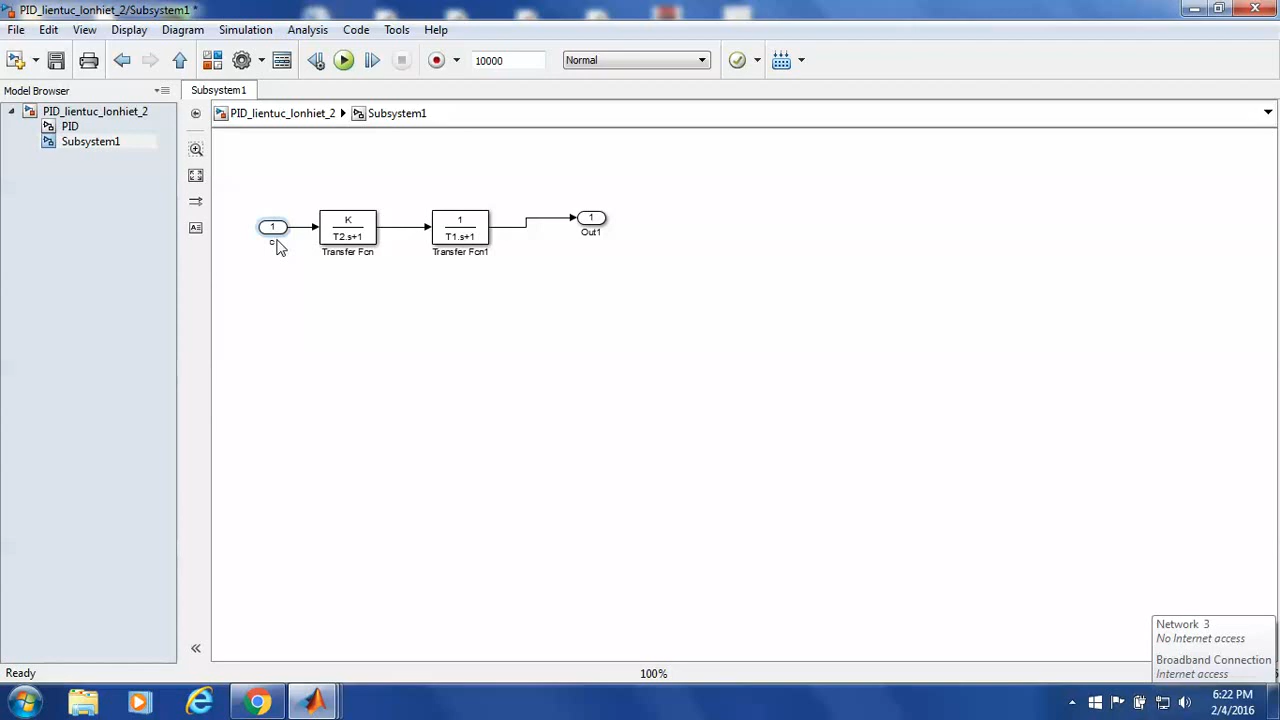 PID_lientuc_lonhiet_2/Subsystem1 *
File Edit View Display Diagram Simulation Analysis Code Tools Help
10000 Normal
Model Browser
Subsystem1
PID_lientuc_lonhiet_2
PID
Subsystem1
PID_lientuc_lonhiet_2 Subsystem1
1
K
T2.s+1
Transfer Fcn
1
T1.s+1
Transfer Fcn1
1
Out1
Network 3
No Internet access
Broadband Connection
Internet access
Ready 100%
6:22 PM
2/4/2016